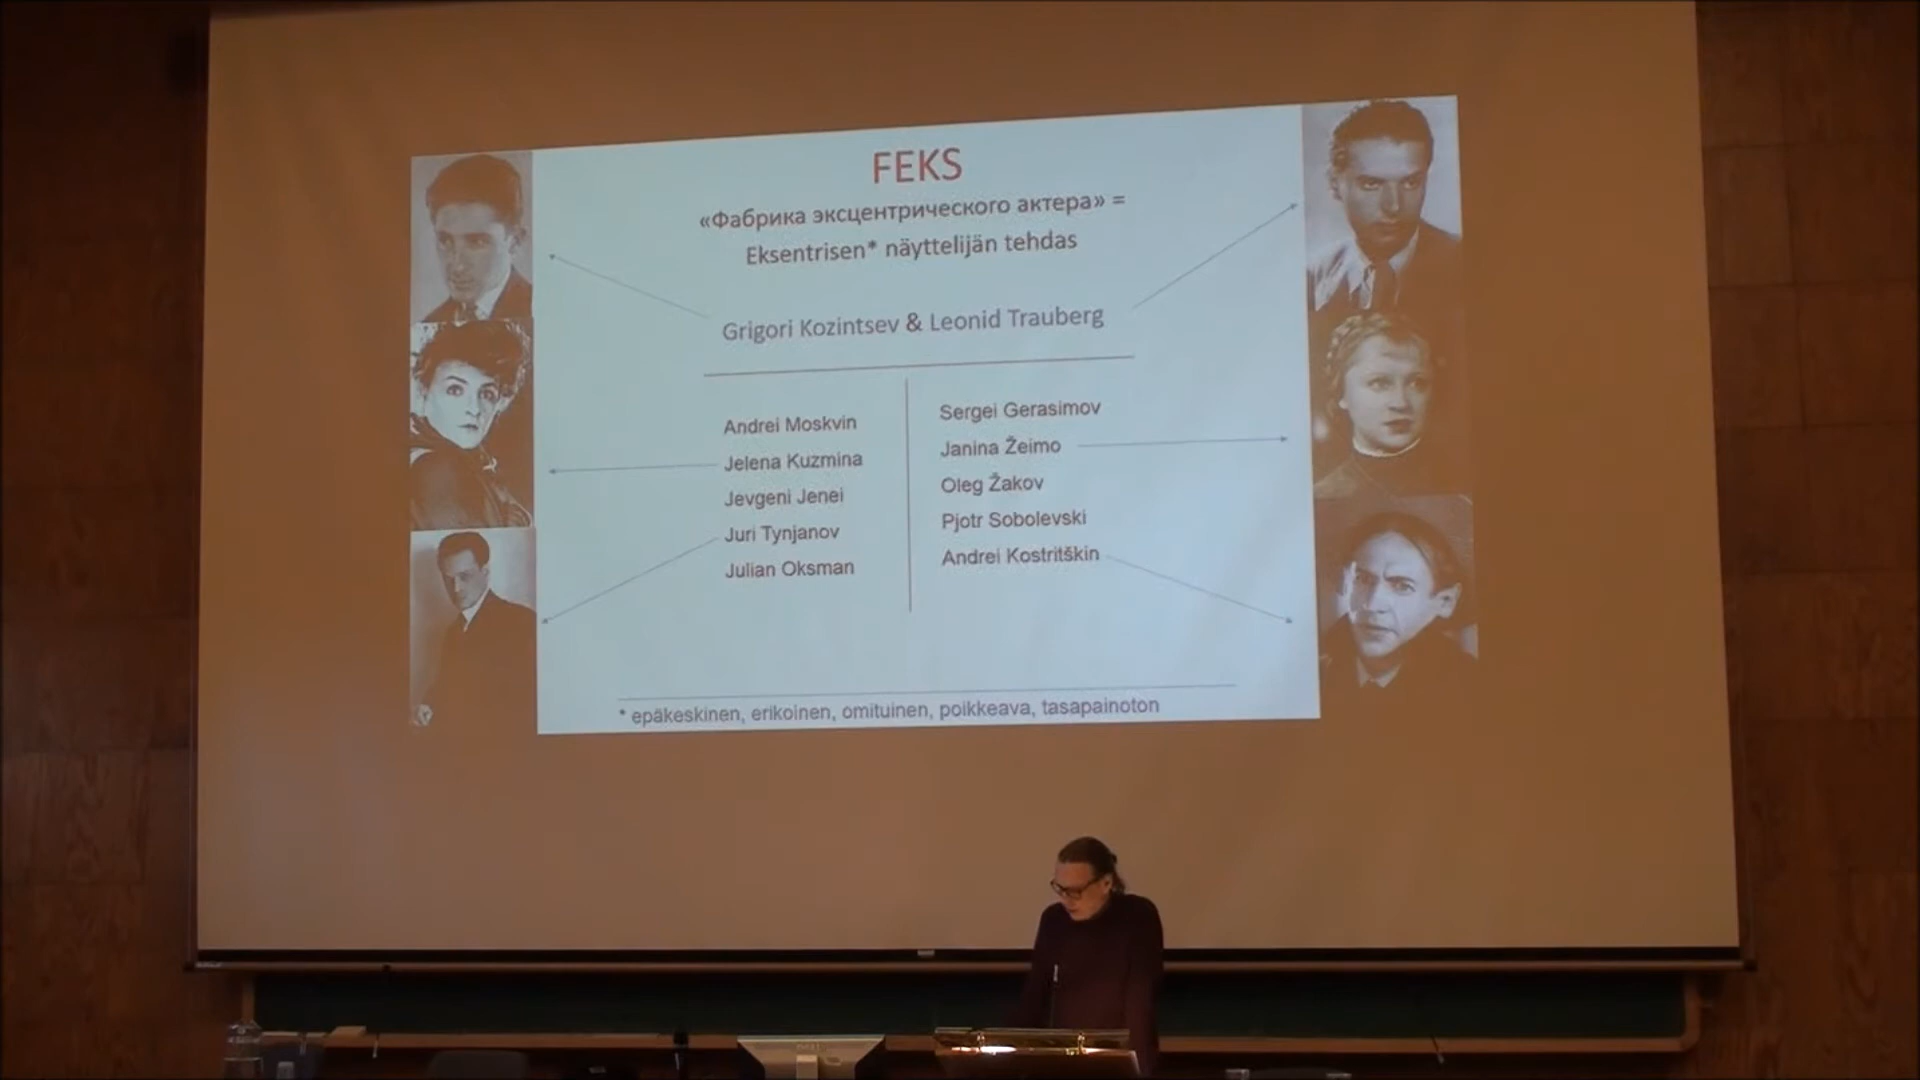 FEKS
«Фабрика эксцентрического актера» =
Eksentrisen* näyttelijän tehdas
Grigori Kozintsev & Leonid Trauberg
Andrei Moskvin
Jelena Kuzmina
Jevgeni Jenei
Juri Tynjanov
Julian Oksman
Sergei Gerasimov
Janina Žeimo
Oleg Žakov
Pjotr Sobolevski
Andrei Kostritškin
* epäkeskinen, erikoinen, omituinen, poikkeava, tasapainoton